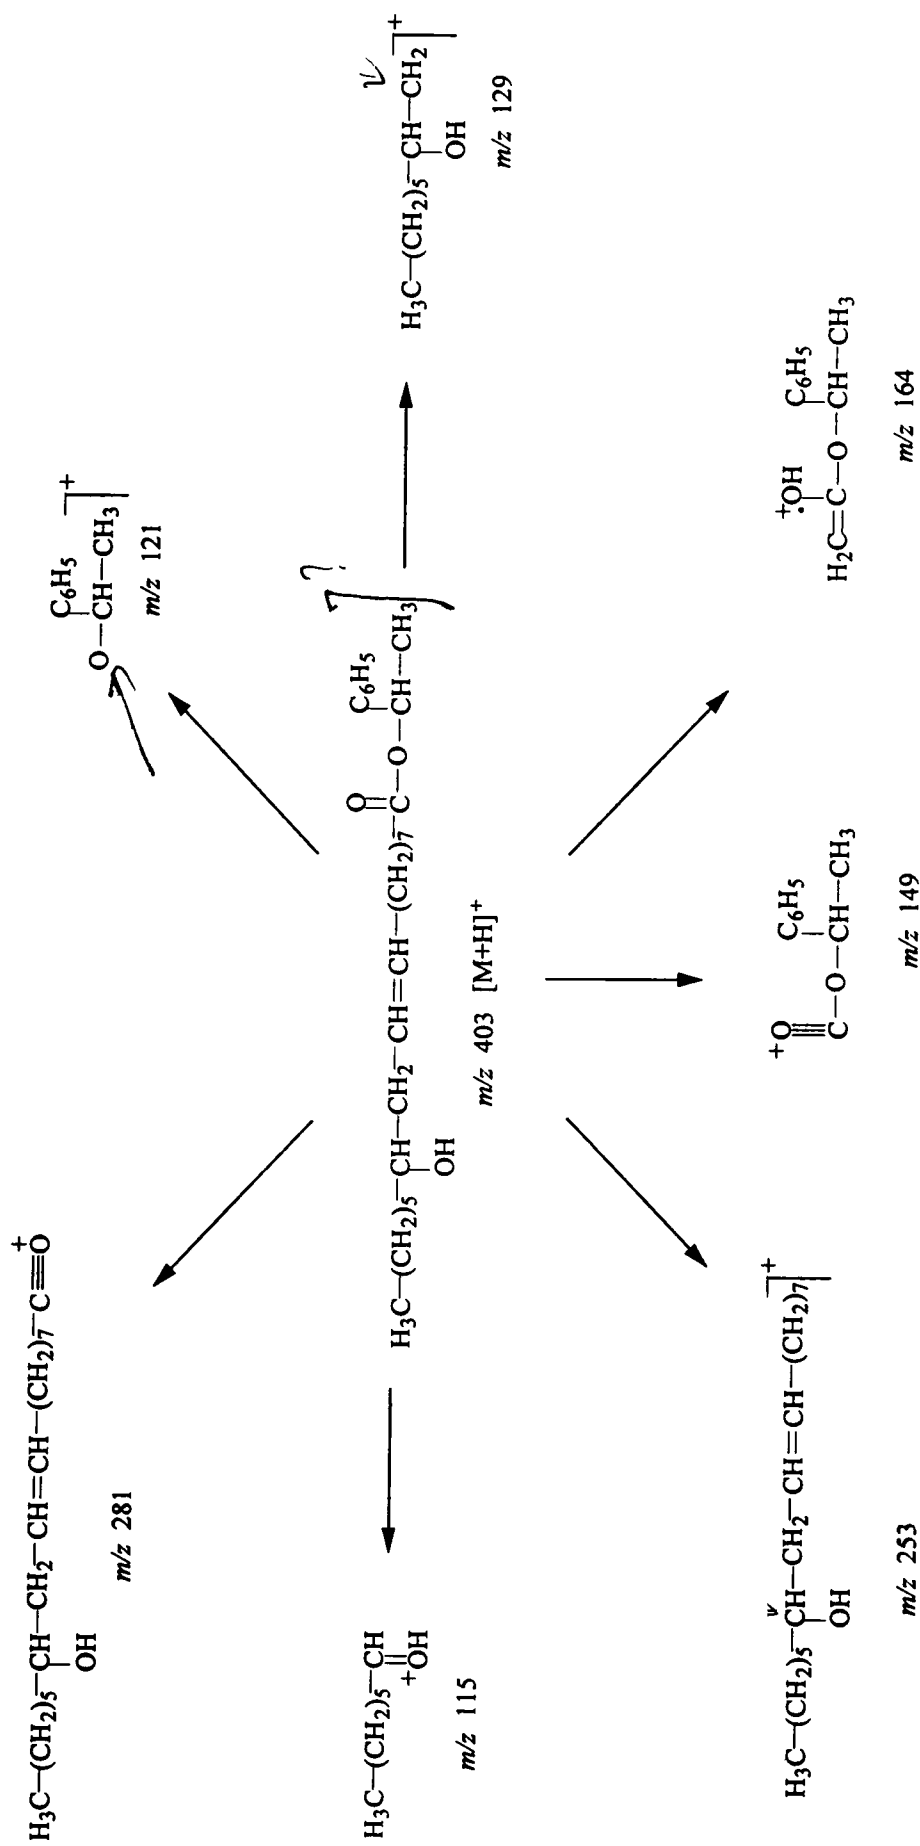 H₃C—(CH₂)₅—CH—CH₂—CH=CH—(CH₂)₇—C≡O⁺
OH
m/z 281
C₆H₅
O—CH—CH₃ ⁺
m/z 121
H₃C—(CH₂)₅—CH
⁺OH
m/z 115
O C₆H₅
H₃C—(CH₂)₅—CH—CH₂—CH=CH—(CH₂)₇—C—O—CH—CH₃
OH
m/z 403 [M+H]⁺
?
H₃C—(CH₂)₅—CH—CH₂ ⁺
OH
m/z 129
H₃C—(CH₂)₅—CH—CH₂—CH=CH—(CH₂)₇ ⁺
OH
m/z 253
⁺O C₆H₅
C—O—CH—CH₃
m/z 149
⁺•OH C₆H₅
H₂C=C—O—CH—CH₃
m/z 164